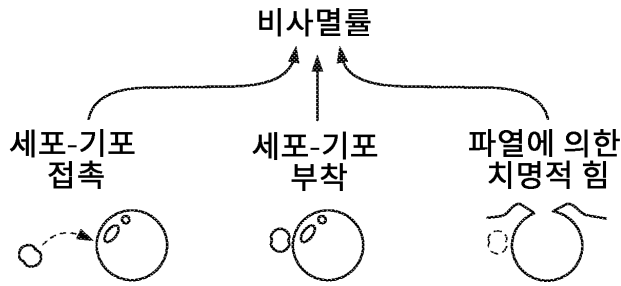 비사멸률
세포-기포
접촉
세포-기포
부착
파열에 의한
치명적 힘